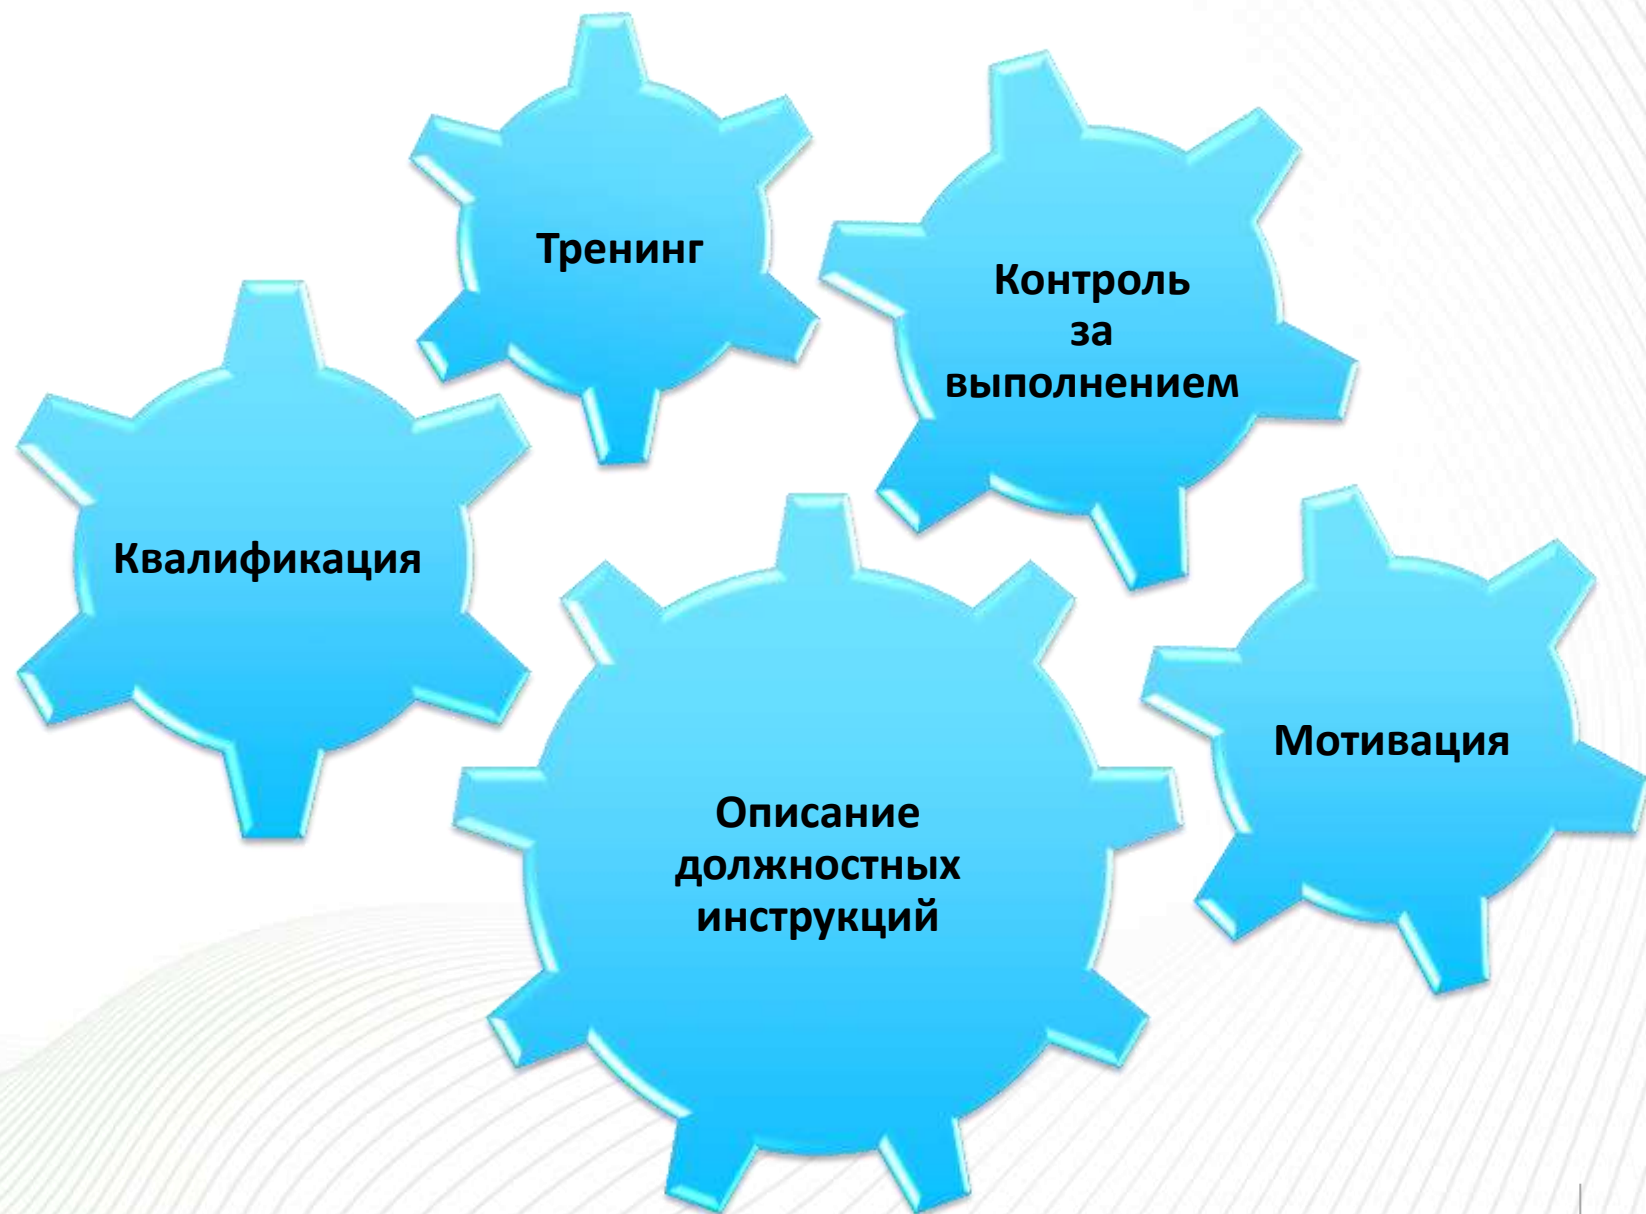 Тренинг
Контроль
за
выполнением
Квалификация
Мотивация
Описание
должностных
инструкций